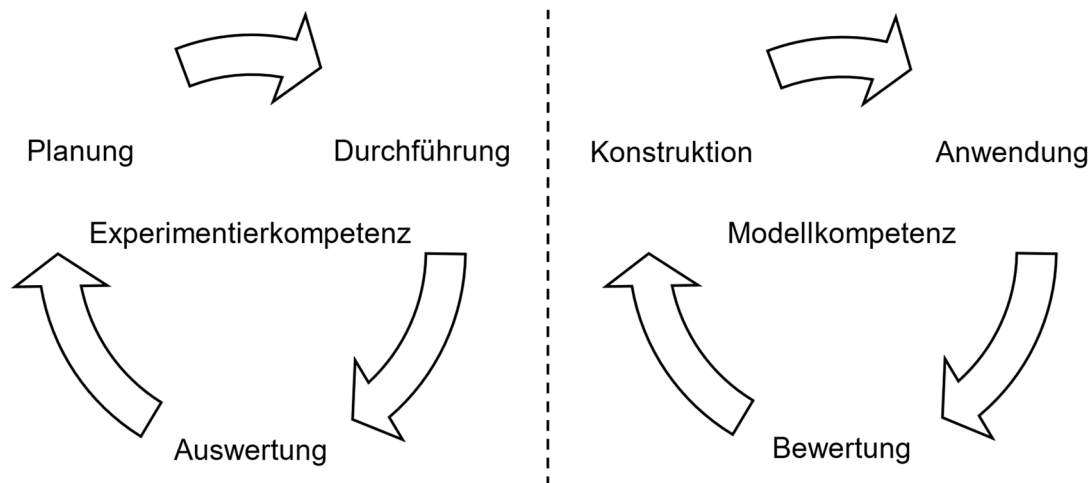 Planung
Durchführung
Experimentierkompetenz
Auswertung
Konstruktion
Anwendung
Modellkompetenz
Bewertung